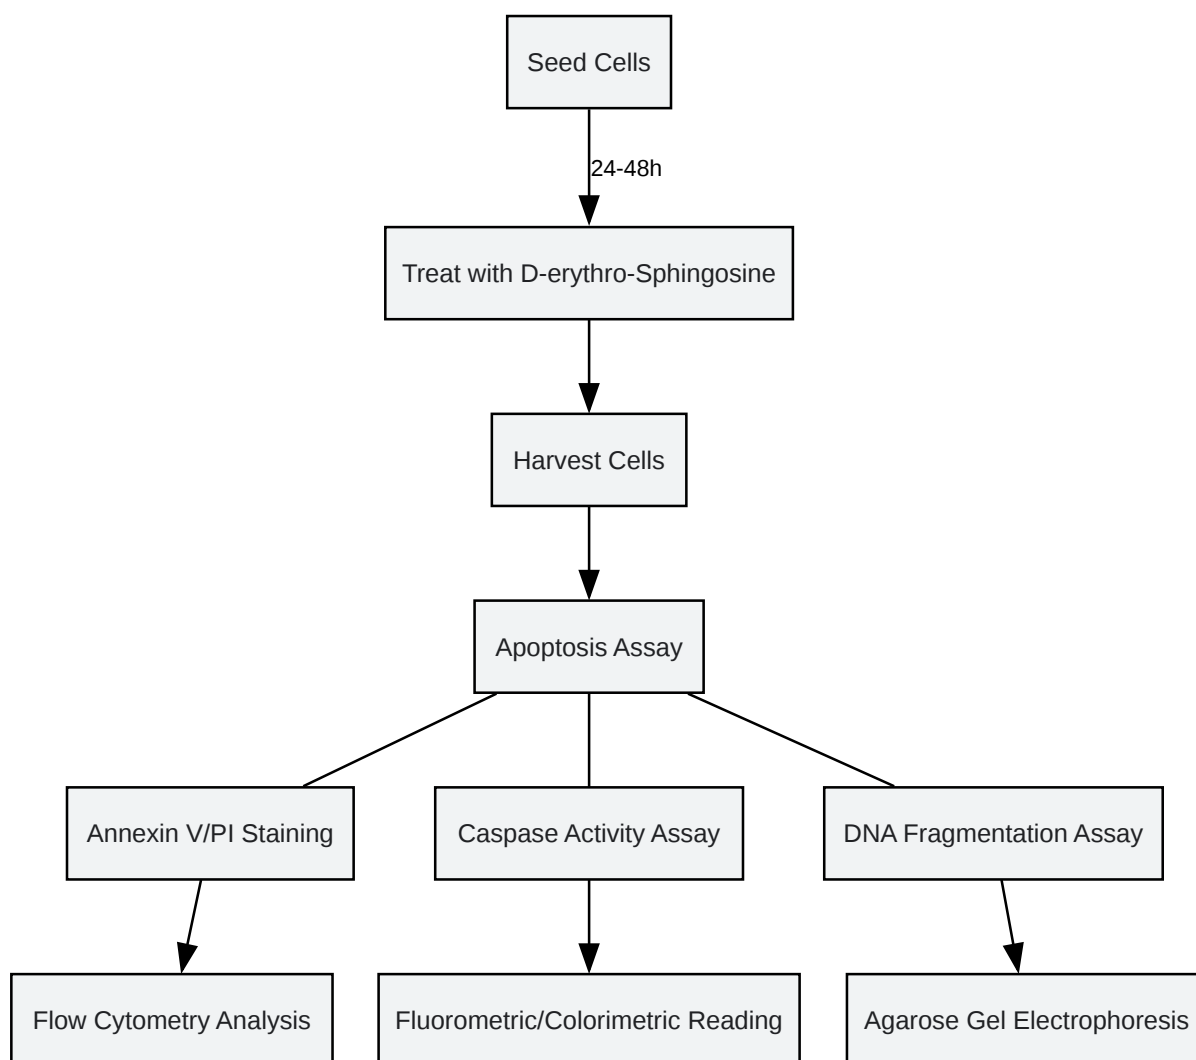 Seed Cells
24-48h
Treat with D-erythro-Sphingosine
Harvest Cells
Apoptosis Assay
Annexin V/PI Staining
Caspase Activity Assay
DNA Fragmentation Assay
Flow Cytometry Analysis
Fluorometric/Colorimetric Reading
Agarose Gel Electrophoresis